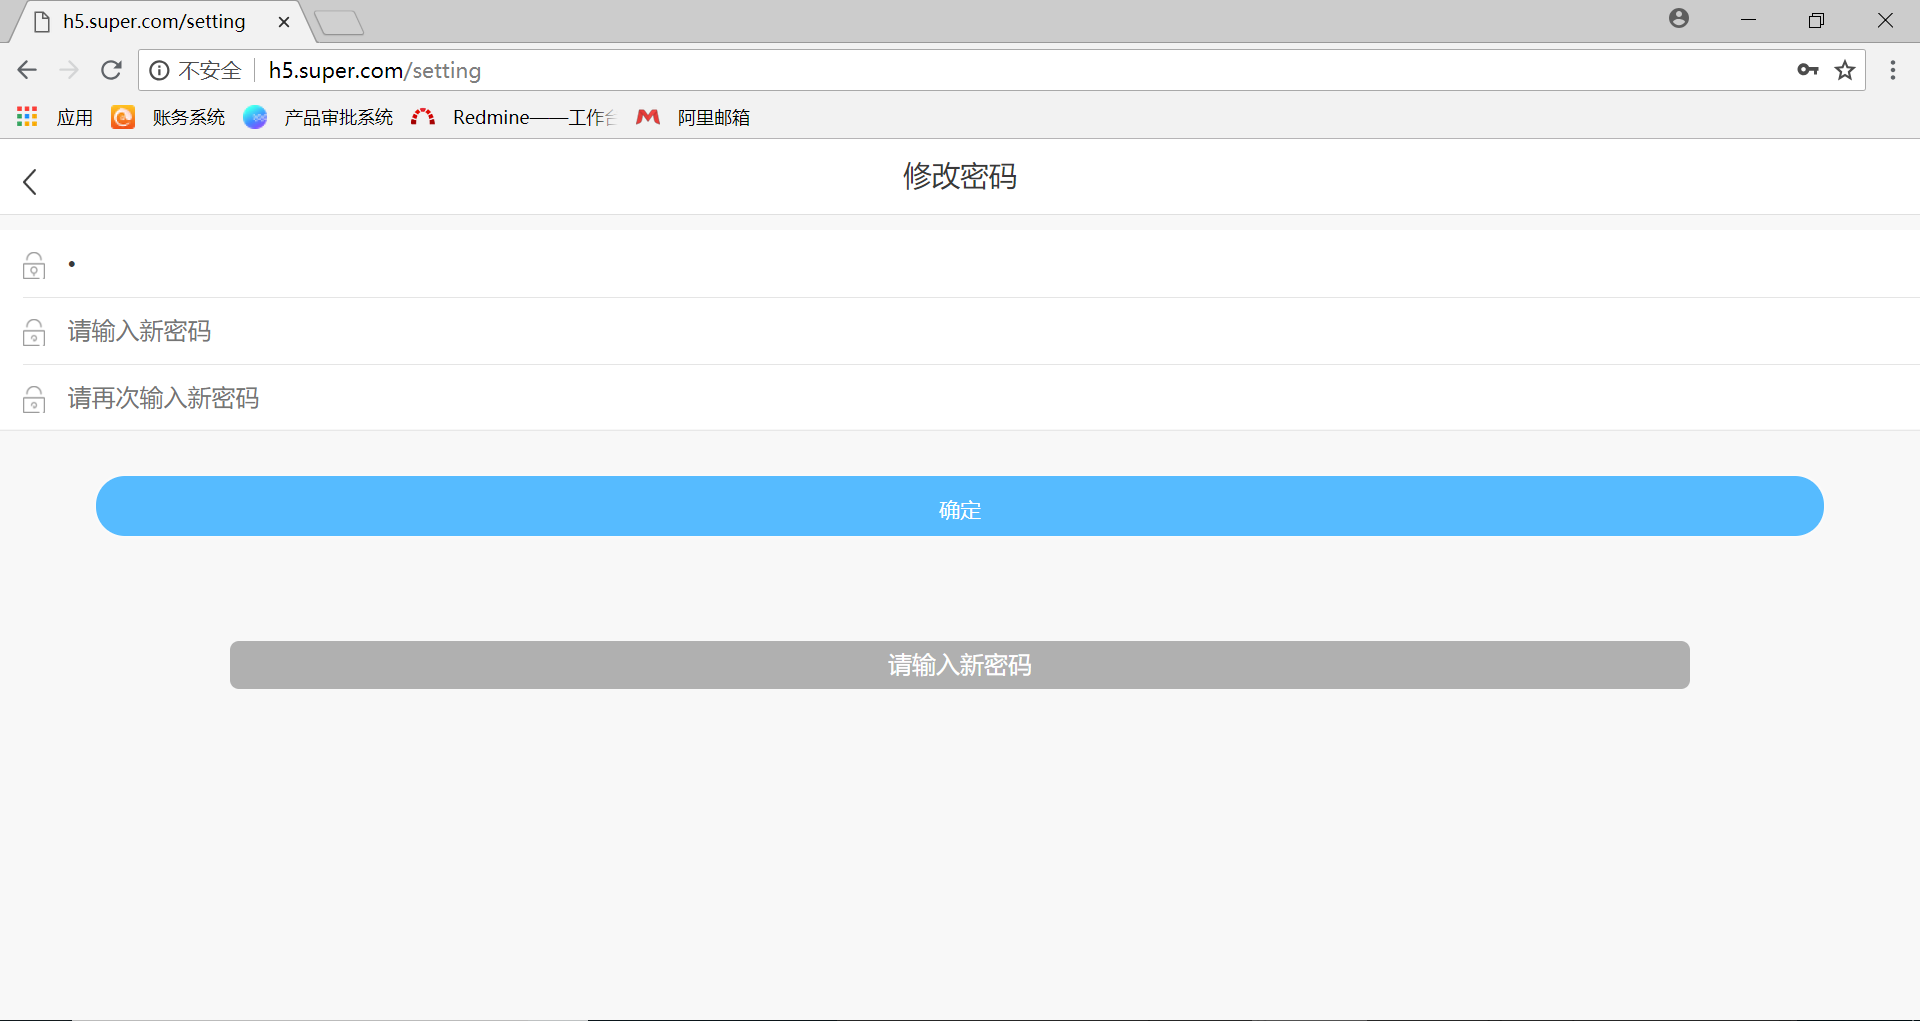 h5.super.com/setting
不安全 h5.super.com/setting
应用 账务系统 产品审批系统 Redmine——工作台 阿里邮箱
修改密码
•
请输入新密码
请再次输入新密码
确定
请输入新密码